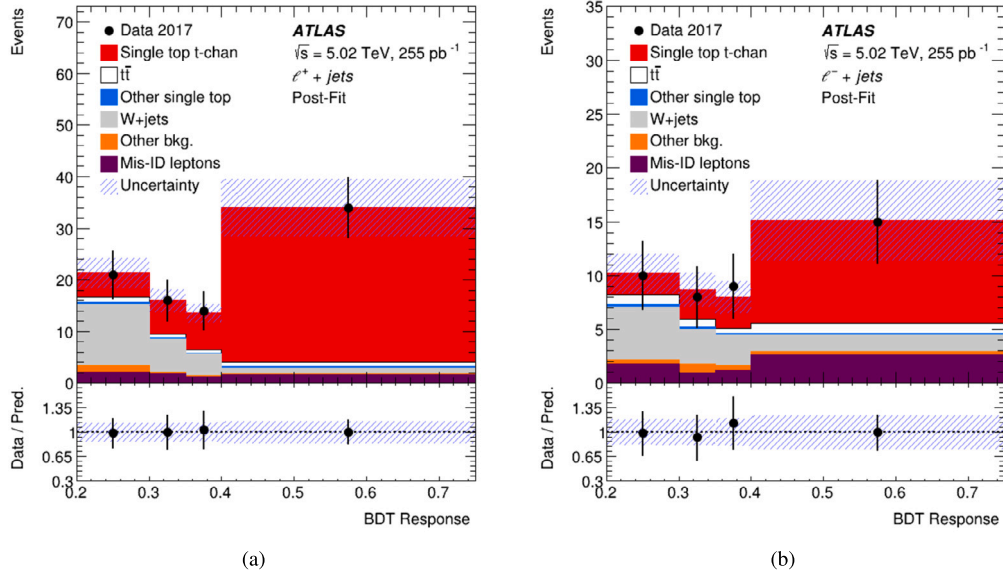 Events
70
60
50
40
30
20
10
0
Data 2017
Single top t-chan
tt̄
Other single top
W+jets
Other bkg.
Mis-ID leptons
Uncertainty
ATLAS
√s = 5.02 TeV, 255 pb⁻¹
ℓ⁺ + jets
Post-Fit
Data / Pred.
1.35
1
0.65
0.3
0.2 0.3 0.4 0.5 0.6 0.7
BDT Response
(a)
Events
35
30
25
20
15
10
5
0
Data 2017
Single top t-chan
tt̄
Other single top
W+jets
Other bkg.
Mis-ID leptons
Uncertainty
ATLAS
√s = 5.02 TeV, 255 pb⁻¹
ℓ⁻ + jets
Post-Fit
Data / Pred.
1.35
1
0.65
0.3
0.2 0.3 0.4 0.5 0.6 0.7
BDT Response
(b)